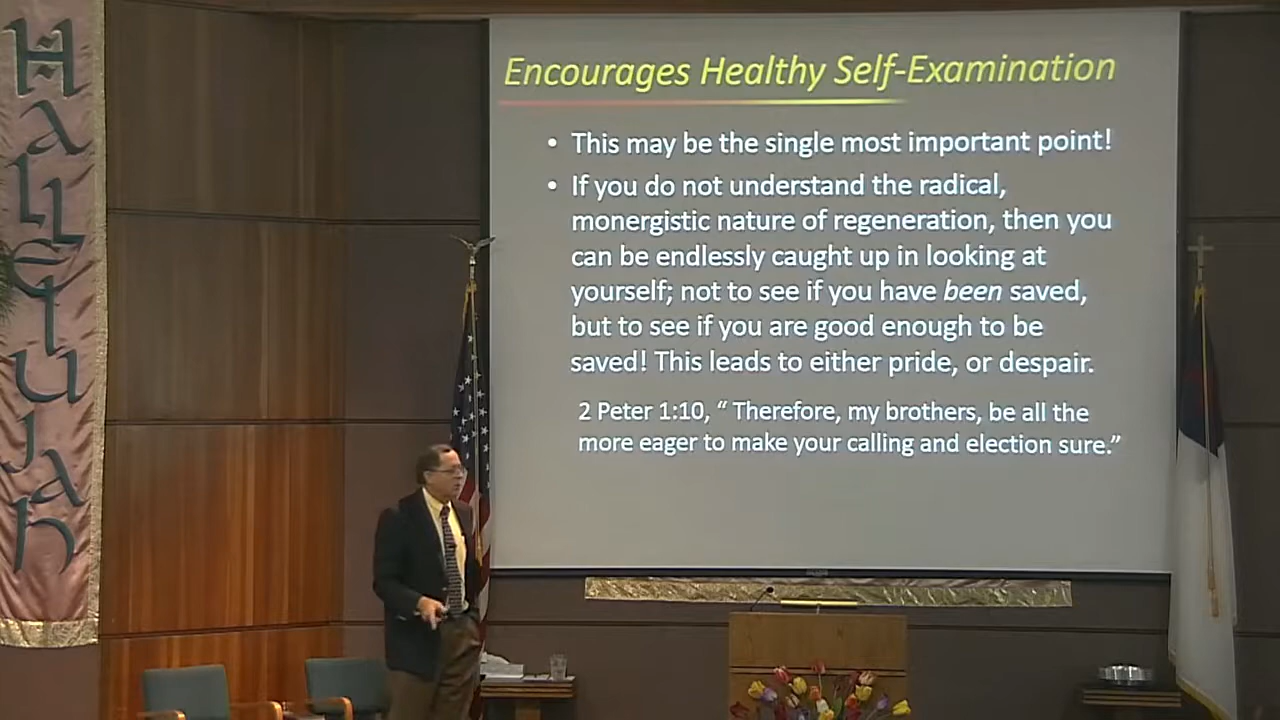 Hallelujah
Encourages Healthy Self-Examination
• This may be the single most important point!
• If you do not understand the radical,
monergistic nature of regeneration, then you
can be endlessly caught up in looking at
yourself; not to see if you have been saved,
but to see if you are good enough to be
saved! This leads to either pride, or despair.
2 Peter 1:10, “ Therefore, my brothers, be all the
more eager to make your calling and election sure.”